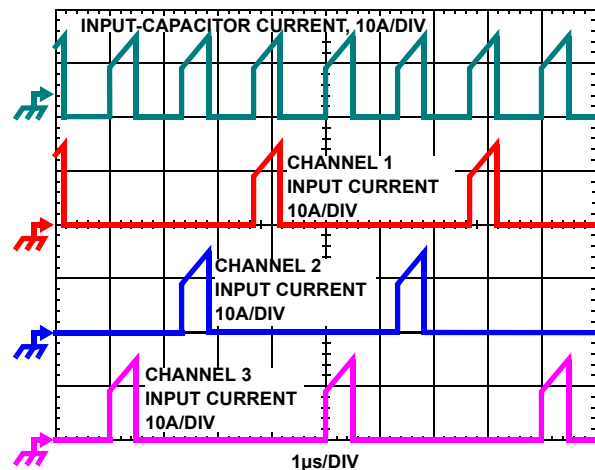 INPUT-CAPACITOR CURRENT, 10A/DIV
CHANNEL 1
INPUT CURRENT
10A/DIV
CHANNEL 2
INPUT CURRENT
10A/DIV
CHANNEL 3
INPUT CURRENT
10A/DIV
1µs/DIV